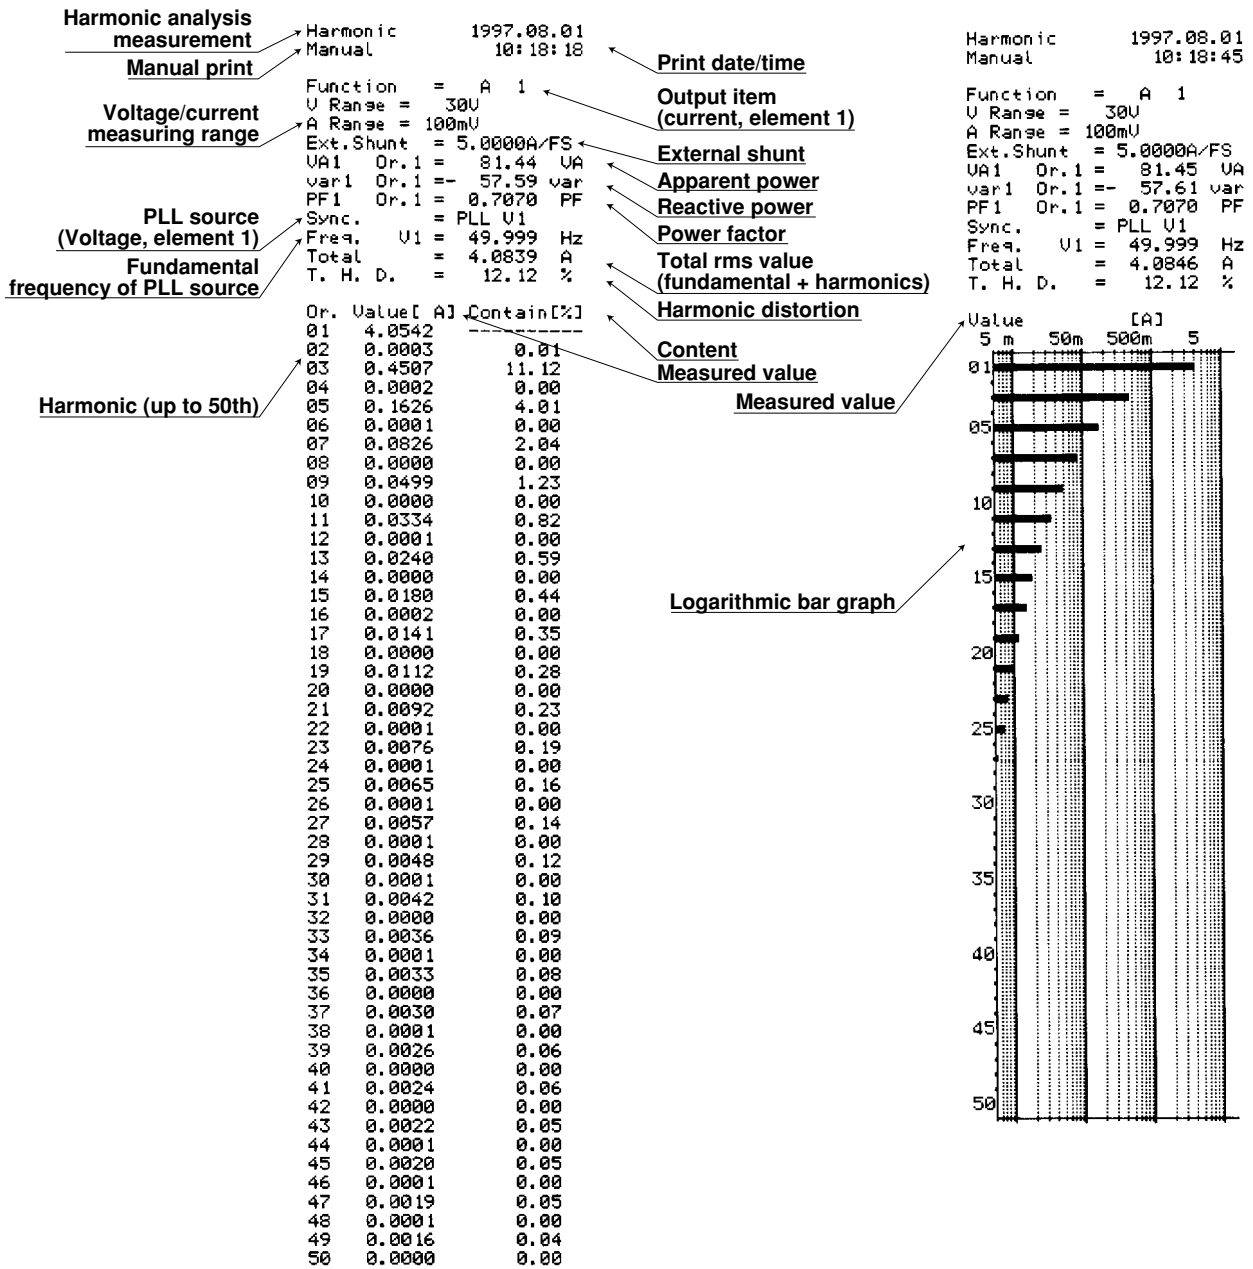 Harmonic analysis
measurement
Manual print
Voltage/current
measuring range
PLL source
(Voltage, element 1)
Fundamental
frequency of PLL source
Harmonic (up to 50th)
Harmonic 1997.08.01
Manual 10:18:18
Function = A 1
V Range = 30V
A Range = 100mV
Ext.Shunt = 5.0000A/FS
VA1 Or.1 = 81.44 VA
var1 Or.1 =- 57.59 var
PF1 Or.1 = 0.7070 PF
Sync. = PLL V1
Freq. V1 = 49.999 Hz
Total = 4.0839 A
T. H. D. = 12.12 %
Or. Value[ A] Contain[%]
01 4.0542 ----------
02 0.0003 0.01
03 0.4507 11.12
04 0.0002 0.00
05 0.1626 4.01
06 0.0001 0.00
07 0.0826 2.04
08 0.0000 0.00
09 0.0499 1.23
10 0.0000 0.00
11 0.0334 0.82
12 0.0001 0.00
13 0.0240 0.59
14 0.0000 0.00
15 0.0180 0.44
16 0.0002 0.00
17 0.0141 0.35
18 0.0000 0.00
19 0.0112 0.28
20 0.0000 0.00
21 0.0092 0.23
22 0.0001 0.00
23 0.0076 0.19
24 0.0001 0.00
25 0.0065 0.16
26 0.0001 0.00
27 0.0057 0.14
28 0.0001 0.00
29 0.0048 0.12
30 0.0001 0.00
31 0.0042 0.10
32 0.0000 0.00
33 0.0036 0.09
34 0.0001 0.00
35 0.0033 0.08
36 0.0000 0.00
37 0.0030 0.07
38 0.0001 0.00
39 0.0026 0.06
40 0.0000 0.00
41 0.0024 0.06
42 0.0000 0.00
43 0.0022 0.05
44 0.0001 0.00
45 0.0020 0.05
46 0.0001 0.00
47 0.0019 0.05
48 0.0001 0.00
49 0.0016 0.04
50 0.0000 0.00
Print date/time
Output item
(current, element 1)
External shunt
Apparent power
Reactive power
Power factor
Total rms value
(fundamental + harmonics)
Harmonic distortion
Content
Measured value
Measured value
Logarithmic bar graph
Harmonic 1997.08.01
Manual 10:18:45
Function = A 1
V Range = 30V
A Range = 100mV
Ext.Shunt = 5.0000A/FS
VA1 Or.1 = 81.45 VA
var1 Or.1 =- 57.61 var
PF1 Or.1 = 0.7070 PF
Sync. = PLL V1
Freq. V1 = 49.999 Hz
Total = 4.0846 A
T. H. D. = 12.12 %
Value [A]
5 m 50m 500m 5
01
05
10
15
20
25
30
35
40
45
50